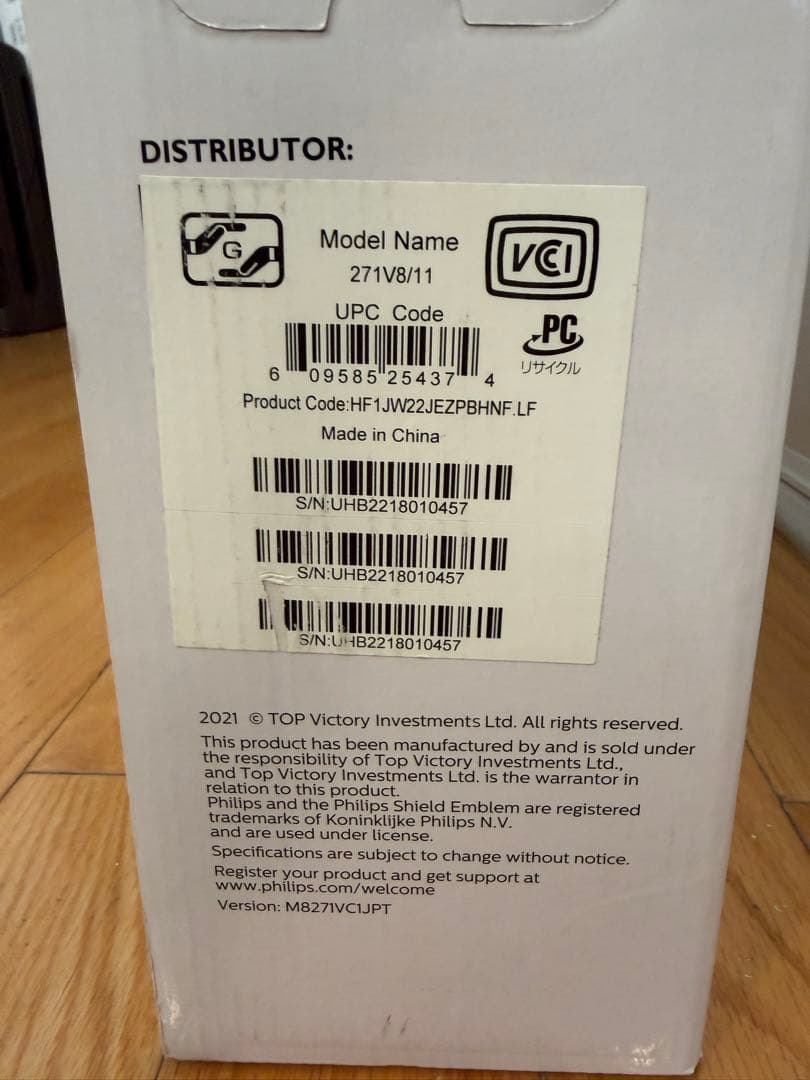 DISTRIBUTOR:
G
Model Name
271V8/11
VCCI
UPC Code
6 09585 25437 4
PC
リサイクル
Product Code:HF1JW22JEZPBHNF.LF
Made in China
S/N:UHB2218010457
S/N:UHB2218010457
S/N:UHB2218010457
2021 © TOP Victory Investments Ltd. All rights reserved.
This product has been manufactured by and is sold under
the responsibility of Top Victory Investments Ltd.,
and Top Victory Investments Ltd. is the warrantor in
relation to this product.
Philips and the Philips Shield Emblem are registered
trademarks of Koninklijke Philips N.V.
and are used under license.
Specifications are subject to change without notice.
Register your product and get support at
www.philips.com/welcome
Version: M8271VC1JPT